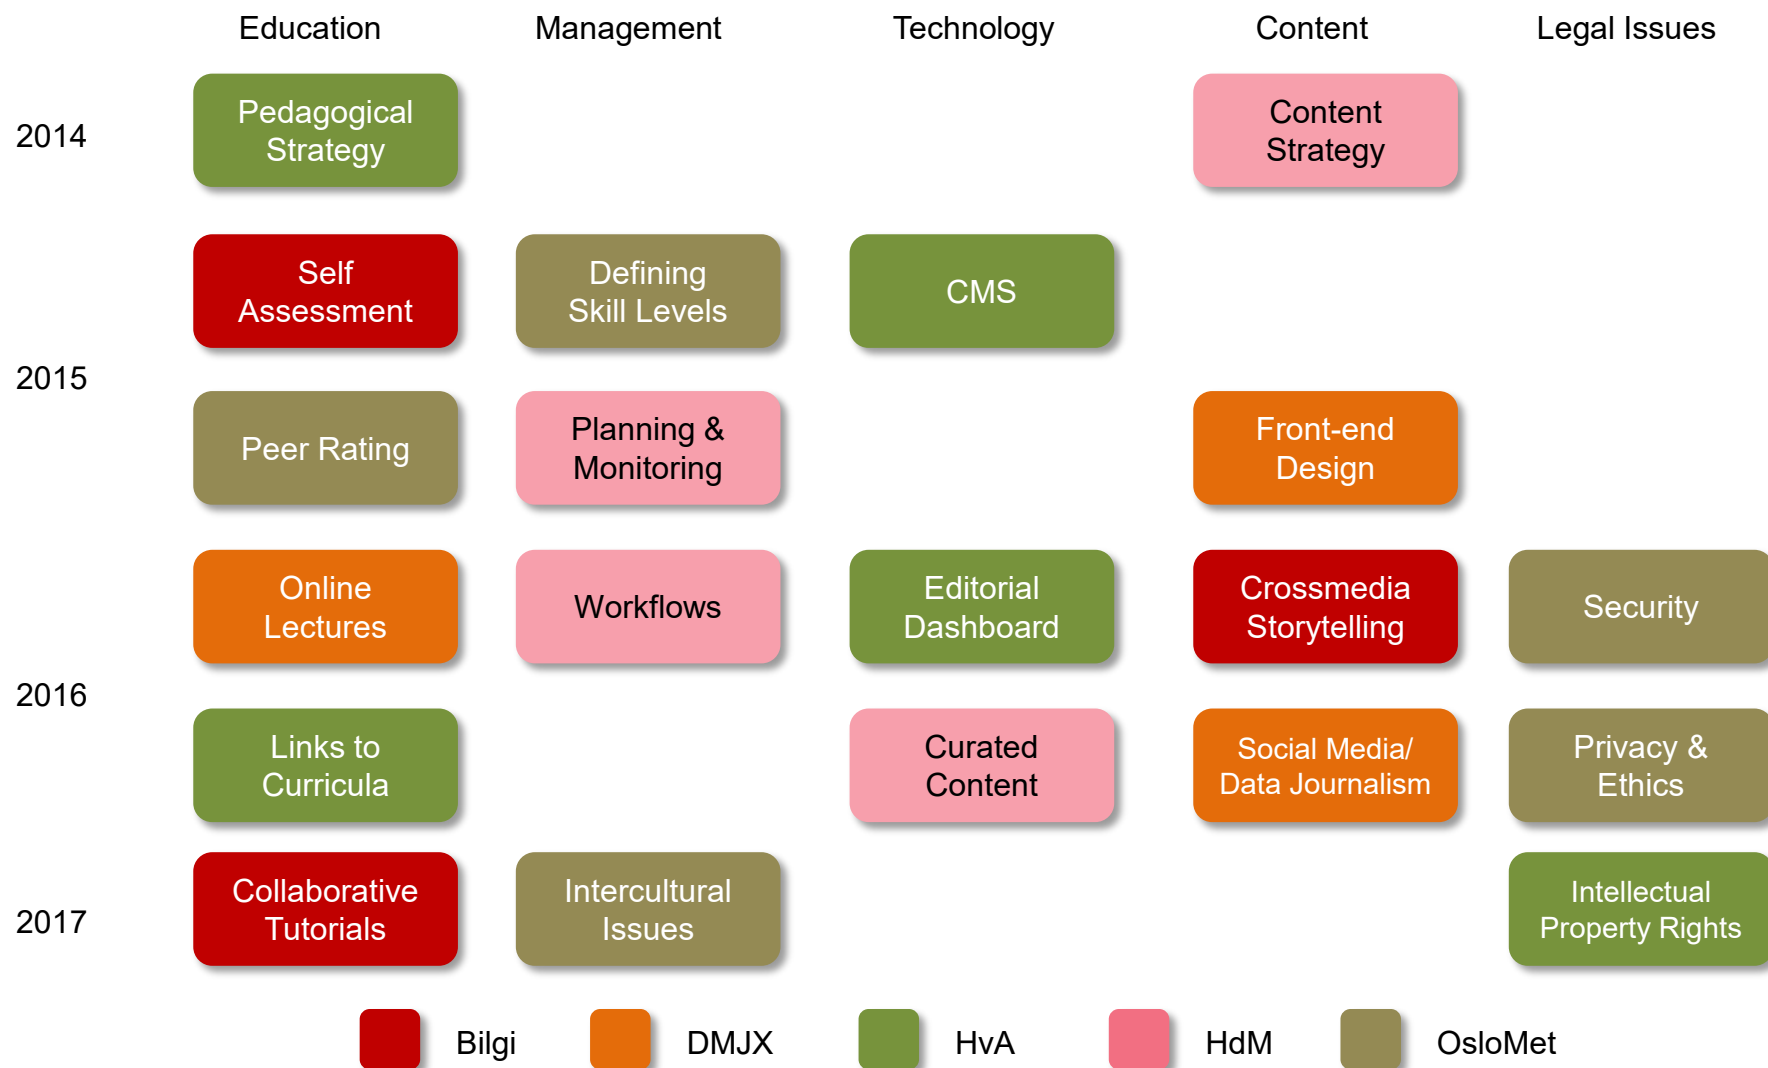 Education
Management
Technology
Content
Legal Issues
2014
Pedagogical
Strategy
Content
Strategy
Self
Assessment
Defining
Skill Levels
CMS
2015
Peer Rating
Planning &
Monitoring
Front-end
Design
Online
Lectures
Workflows
Editorial
Dashboard
Crossmedia
Storytelling
Security
2016
Links to
Curricula
Curated
Content
Social Media/
Data Journalism
Privacy &
Ethics
2017
Collaborative
Tutorials
Intercultural
Issues
Intellectual
Property Rights
Bilgi
DMJX
HvA
HdM
OsloMet